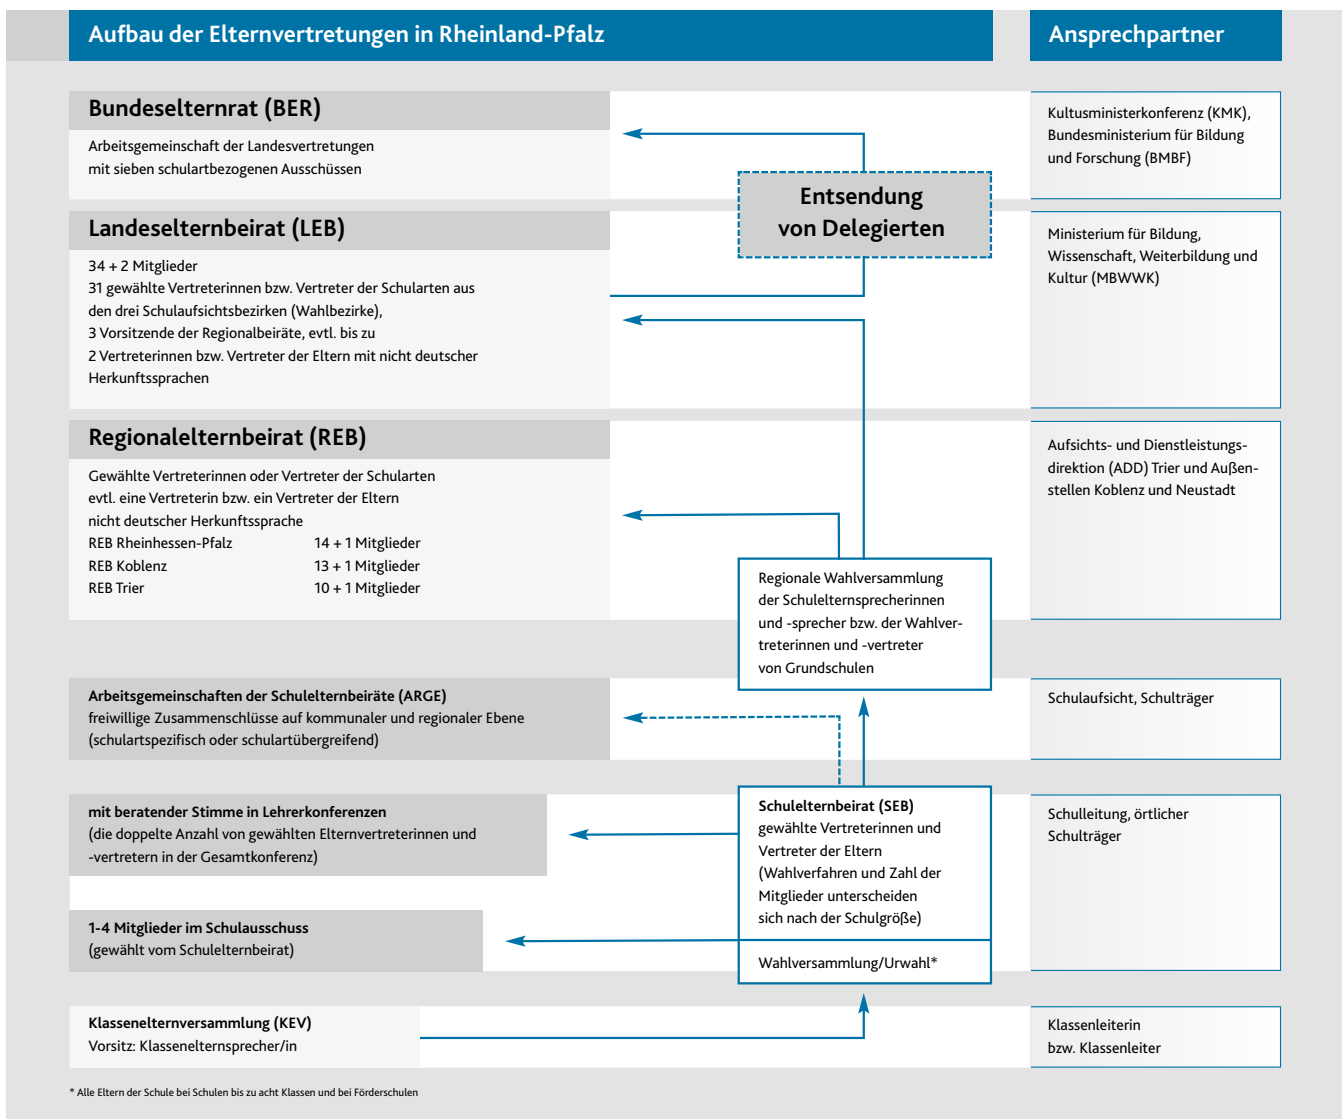 Aufbau der Elternvertretungen in Rheinland-Pfalz
Ansprechpartner
Bundeselternrat (BER)
Arbeitsgemeinschaft der Landesvertretungen
mit sieben schulartbezogenen Ausschüssen
Kultusministerkonferenz (KMK),
Bundesministerium für Bildung
und Forschung (BMBF)
Entsendung
von Delegierten
Landeselternbeirat (LEB)
34 + 2 Mitglieder
31 gewählte Vertreterinnen bzw. Vertreter der Schularten aus
den drei Schulaufsichtsbezirken (Wahlbezirke),
3 Vorsitzende der Regionalbeiräte, evtl. bis zu
2 Vertreterinnen bzw. Vertreter der Eltern mit nicht deutscher
Herkunftssprachen
Ministerium für Bildung,
Wissenschaft, Weiterbildung und
Kultur (MBWWK)
Regionalelternbeirat (REB)
Gewählte Vertreterinnen oder Vertreter der Schularten
evtl. eine Vertreterin bzw. ein Vertreter der Eltern
nicht deutscher Herkunftssprache
REB Rheinhessen-Pfalz 14 + 1 Mitglieder
REB Koblenz 13 + 1 Mitglieder
REB Trier 10 + 1 Mitglieder
Aufsichts- und Dienstleistungs-
direktion (ADD) Trier und Außen-
stellen Koblenz und Neustadt
Regionale Wahlversammlung
der Schulelternsprecherinnen
und -sprecher bzw. der Wahlver-
treterinnen und -vertreter
von Grundschulen
Arbeitsgemeinschaften der Schulelternbeiräte (ARGE)
freiwillige Zusammenschlüsse auf kommunaler und regionaler Ebene
(schulartspezifisch oder schulartübergreifend)
Schulaufsicht, Schulträger
mit beratender Stimme in Lehrerkonferenzen
(die doppelte Anzahl von gewählten Elternvertreterinnen und
-vertretern in der Gesamtkonferenz)
Schulelternbeirat (SEB)
gewählte Vertreterinnen und
Vertreter der Eltern
(Wahlverfahren und Zahl der
Mitglieder unterscheiden
sich nach der Schulgröße)
Wahlversammlung/Urwahl*
Schulleitung, örtlicher
Schulträger
1-4 Mitglieder im Schulausschuss
(gewählt vom Schulelternbeirat)
Klassenelternversammlung (KEV)
Vorsitz: Klassenelternsprecher/in
Klassenleiterin
bzw. Klassenleiter
* Alle Eltern der Schule bei Schulen bis zu acht Klassen und bei Förderschulen